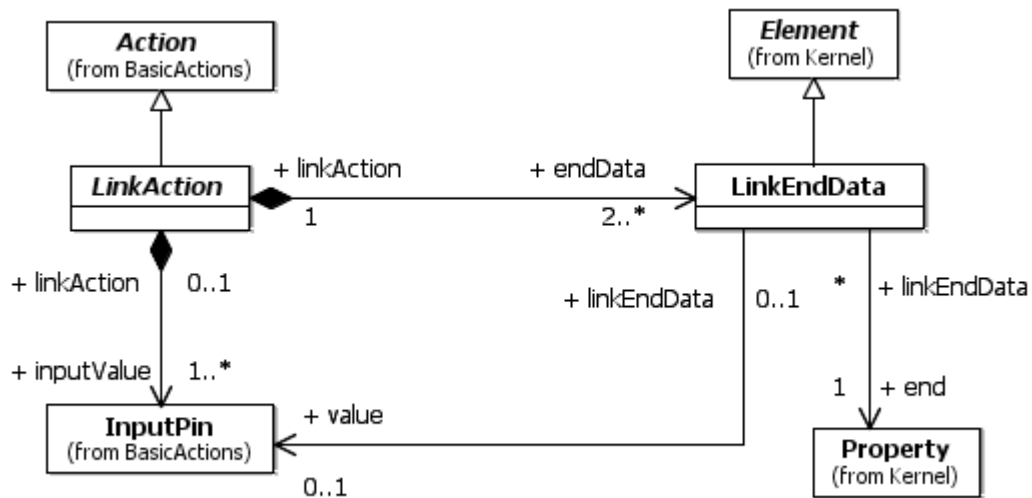 Action
(from BasicActions)
Element
(from Kernel)
LinkAction
+ linkAction
+ endData
LinkEndData
1
2..*
+ linkAction
0..1
+ linkEndData
0..1
*
+ linkEndData
+ inputValue
1..*
InputPin
(from BasicActions)
+ value
0..1
1
+ end
Property
(from Kernel)